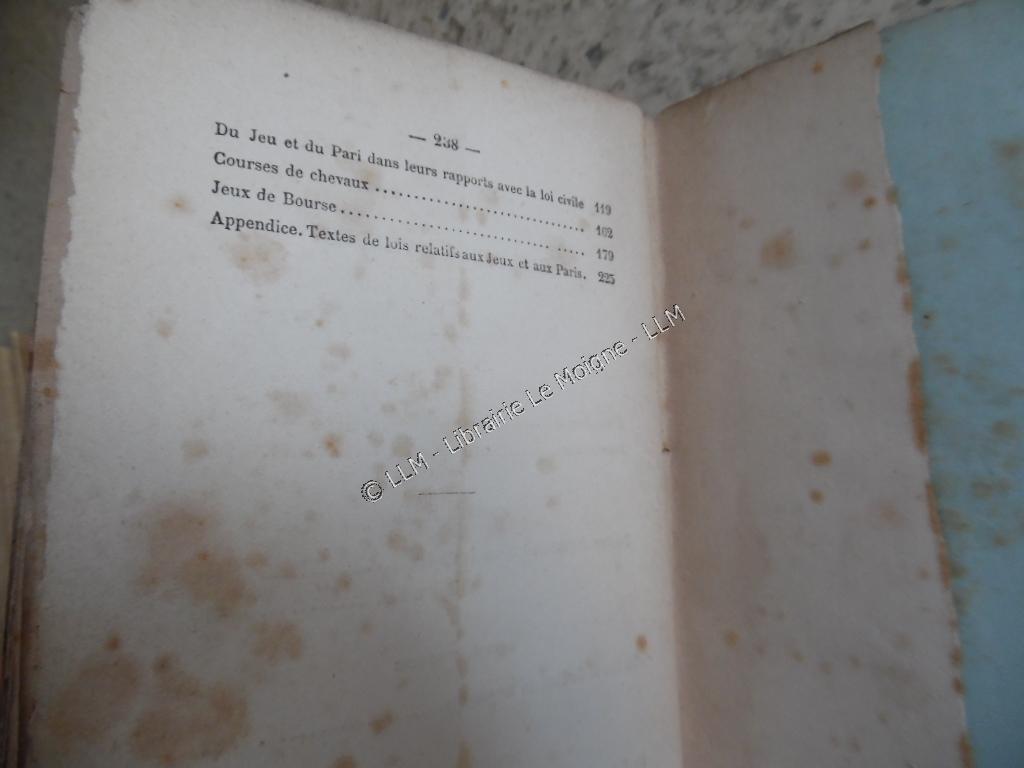 — 238 —
Du Jeu et du Pari dans leurs rapports avec la loi civile 119
Courses de chevaux .............................. 162
Jeux de Bourse.............................. .... 179
Appendice. Textes de lois relatifs aux Jeux et aux Paris. 225
© LLM - Librairie Le Moigne - LLM